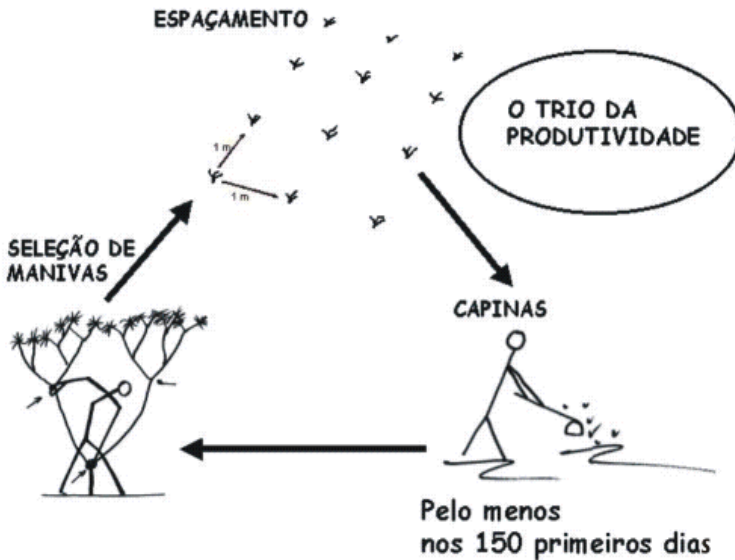 ESPAÇAMENTO
O TRIO DA
PRODUTIVIDADE
1 m
1 m
SELEÇÃO DE
MANIVAS
CAPINAS
Pelo menos
nos 150 primeiros dias